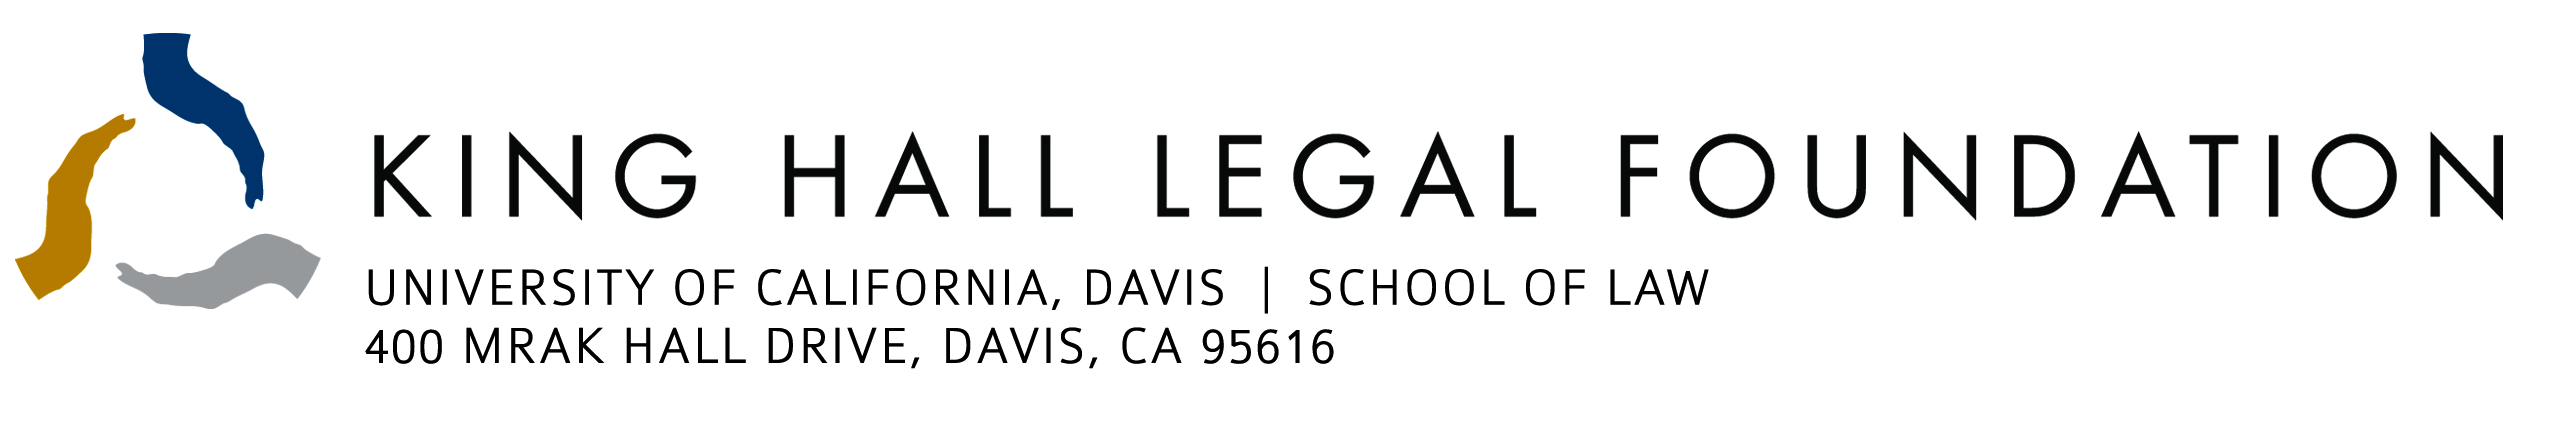 KING HALL LEGAL FOUNDATION
UNIVERSITY OF CALIFORNIA, DAVIS | SCHOOL OF LAW
400 MRAK HALL DRIVE, DAVIS, CA 95616